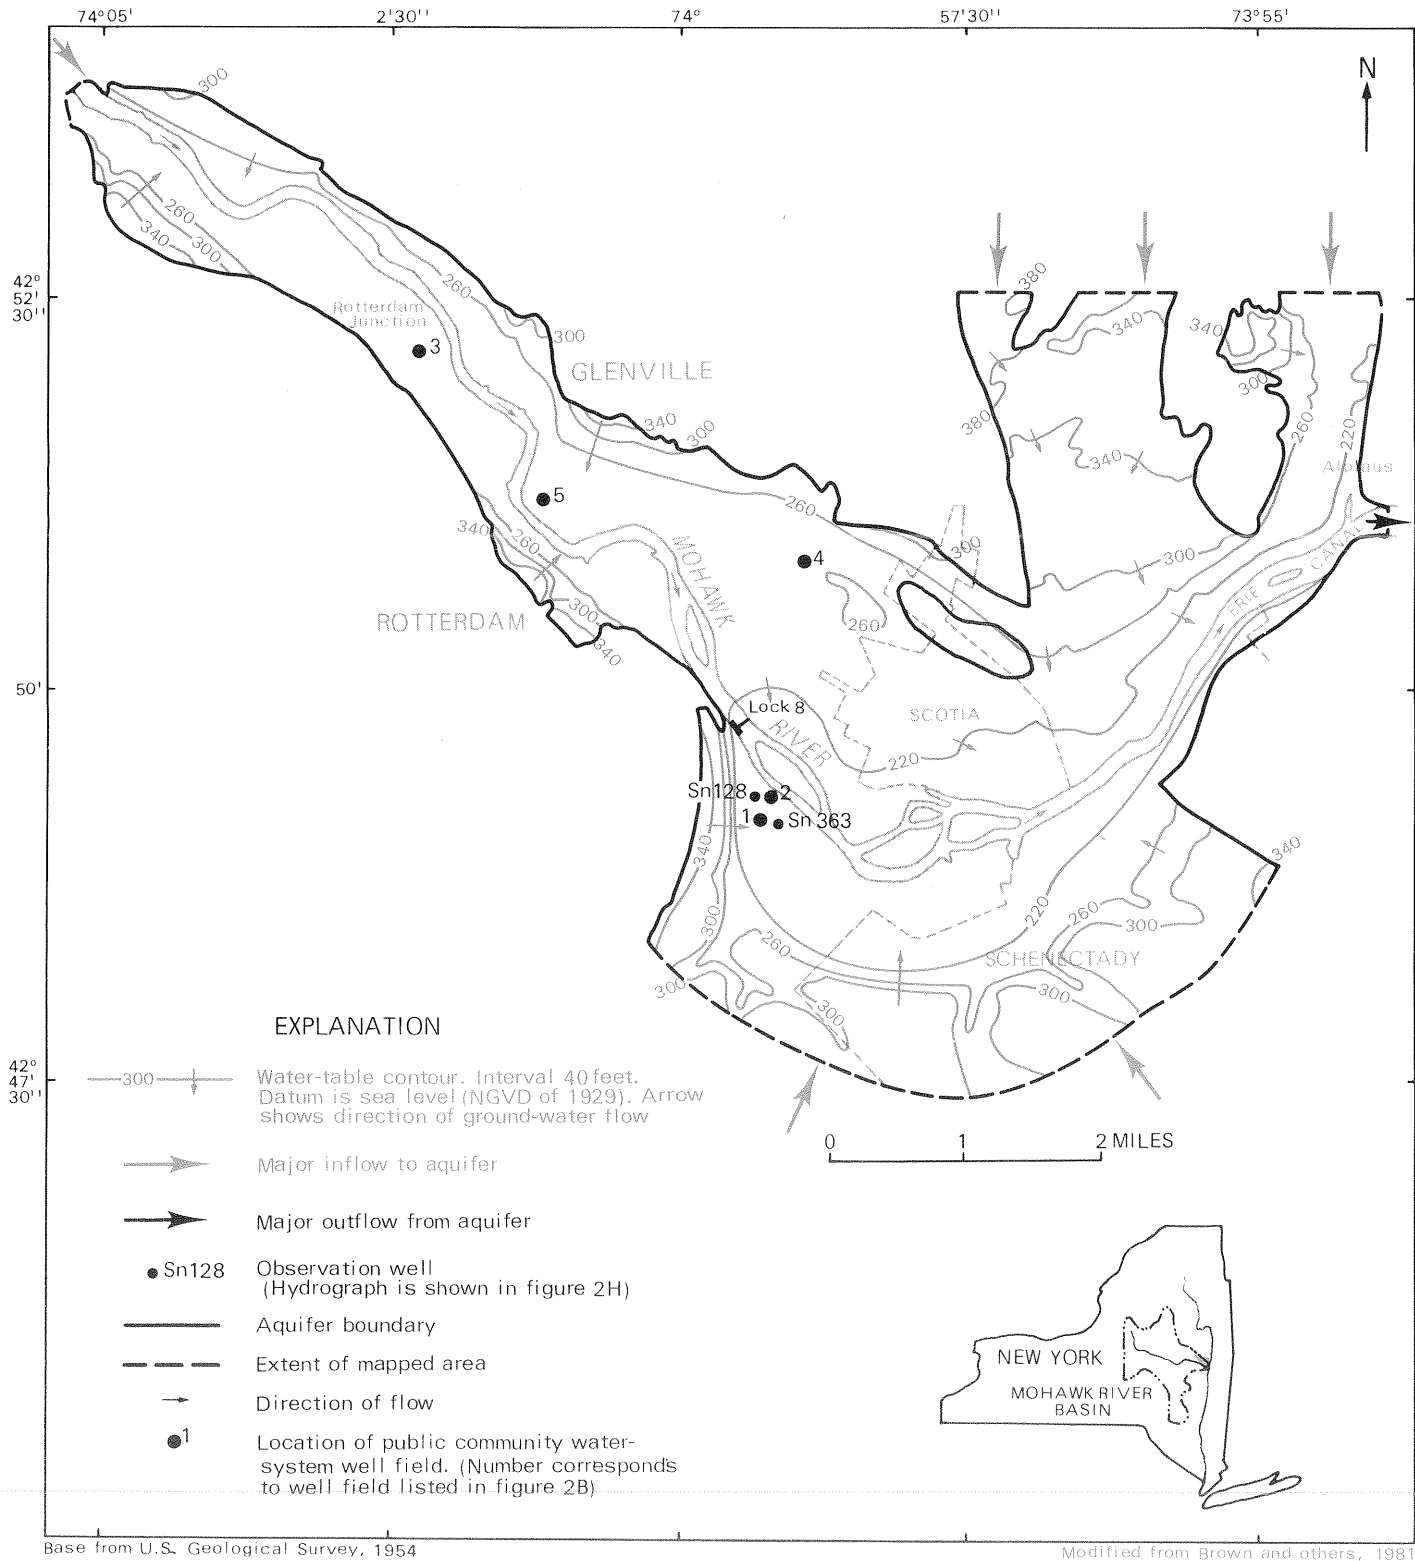 74°05' 2'30'' 74° 57'30'' 73°55'
N
300
260
340
300
42°
52'
30''
Rotterdam
Junction
3
260
300
GLENVILLE
340
300
380
340
340
300
380
340
260
220
Alplaus
5
260
340
260
300
4
MOHAWK
300
ERIE CANAL
ROTTERDAM
300
340
260
50'
Lock 8
RIVER
SCOTIA
220
Sn128 2
1 Sn 363
340
340
300
260
220
260
300
SCHENECTADY
300
300
300
EXPLANATION
42°
47'
30''
300 Water-table contour. Interval 40 feet.
Datum is sea level (NGVD of 1929). Arrow
shows direction of ground-water flow
0 1 2 MILES
Major inflow to aquifer
Major outflow from aquifer
Sn128 Observation well
(Hydrograph is shown in figure 2H)
Aquifer boundary
Extent of mapped area
Direction of flow
1 Location of public community water-
system well field. (Number corresponds
to well field listed in figure 2B)
NEW YORK
MOHAWK RIVER
BASIN
Base from U.S. Geological Survey, 1954
Modified from Brown and others, 1981